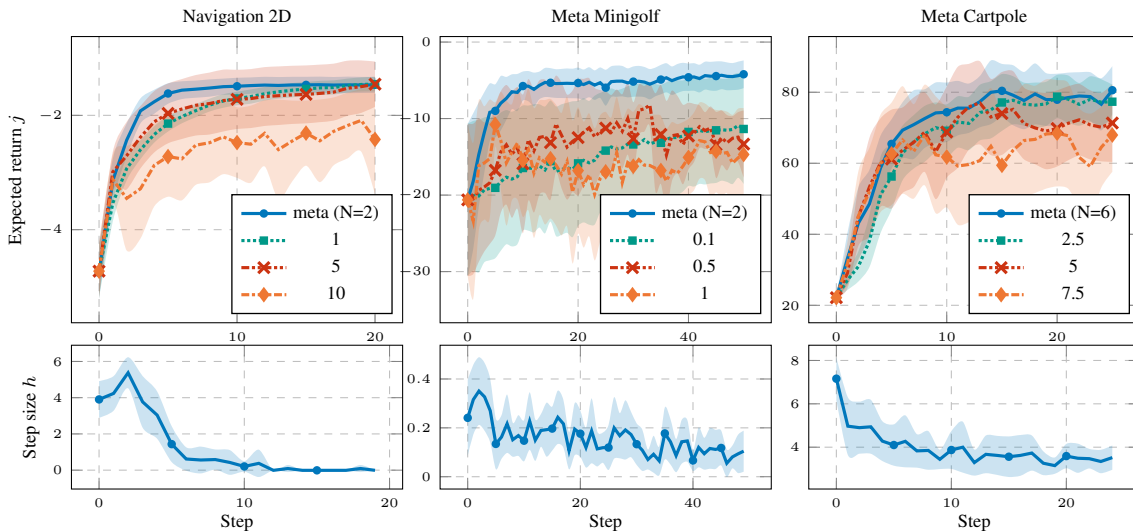 Navigation 2D
Meta Minigolf
Meta Cartpole
Expected return j
−2
−4
0 10 20
meta (N=2)
1
5
10
0
10
20
30
0 20 40
meta (N=2)
0.1
0.5
1
80
60
40
20
0 10 20
meta (N=6)
2.5
5
7.5
Step size h
6
4
2
0
0 10 20
Step
0.4
0.2
0
0 20 40
Step
8
6
4
0 10 20
Step